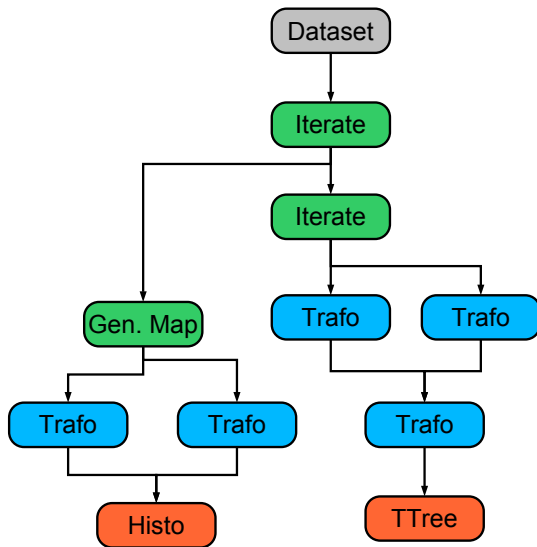 Dataset
Iterate
Iterate
Trafo
Trafo
Gen. Map
Trafo
Trafo
Trafo
Histo
TTree